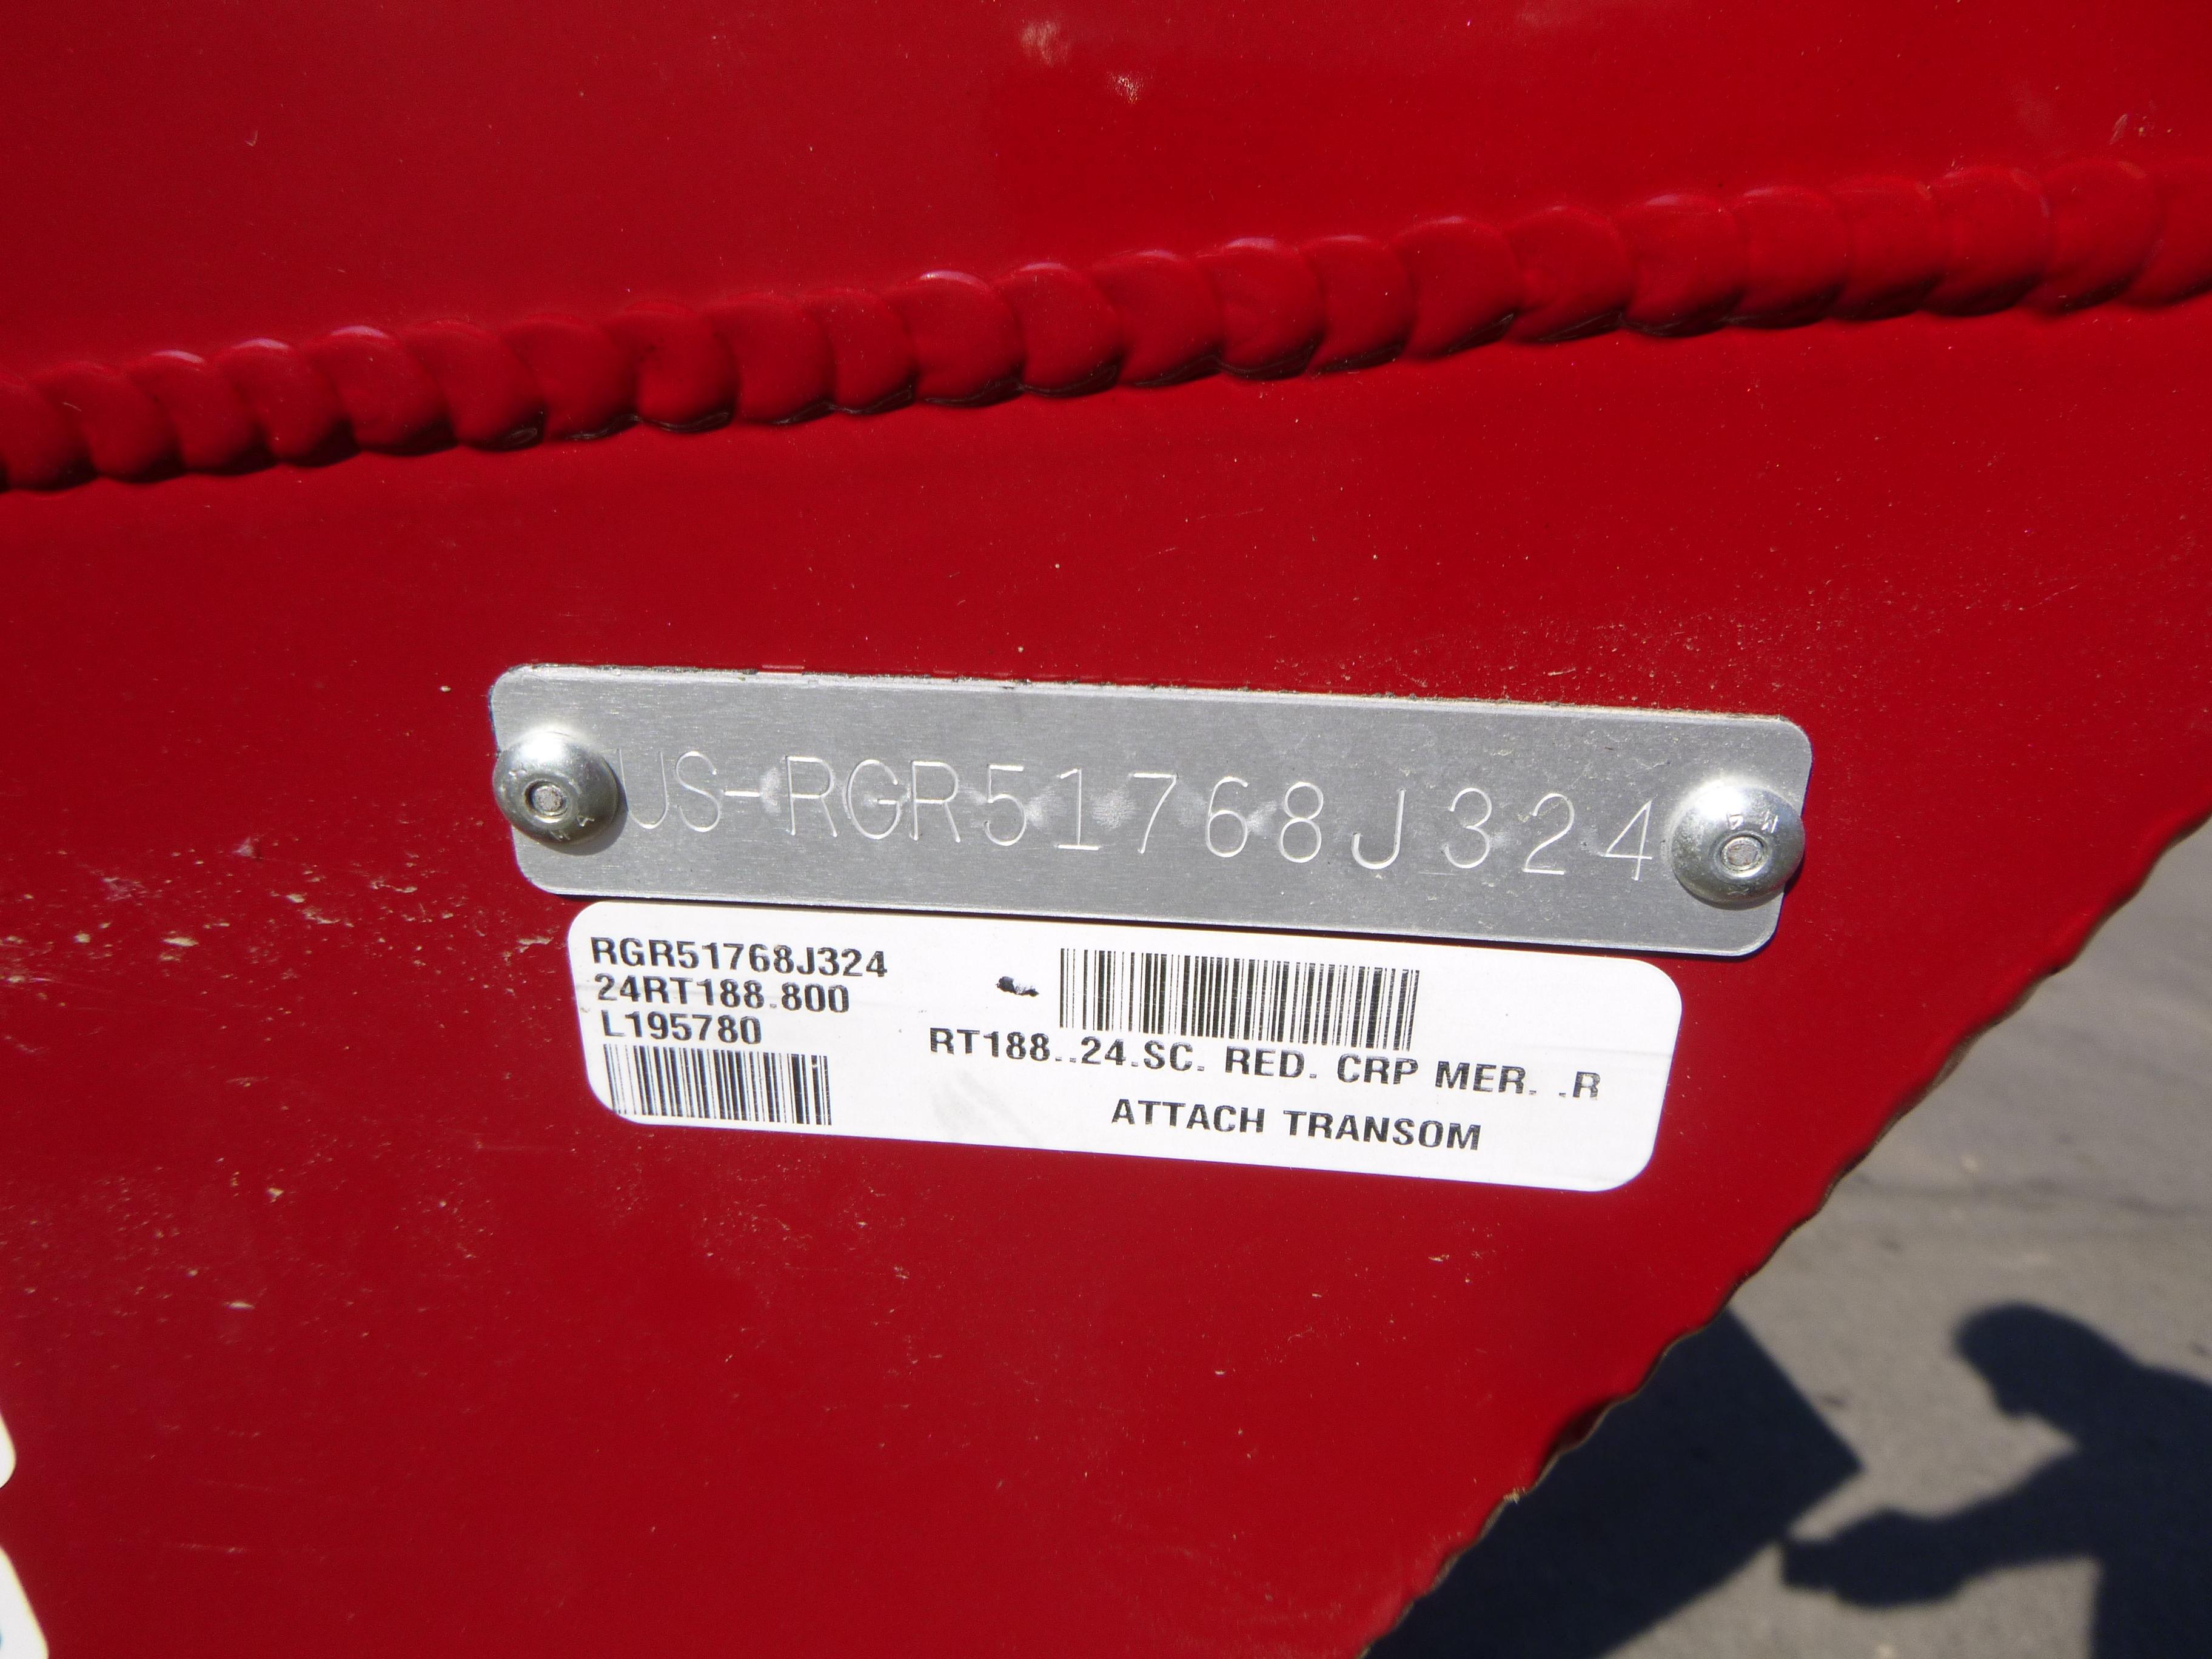 US-RGR51768J324
RGR51768J324
24RT188.800
L195780
RT188..24.SC. RED. CRP MER. .R
ATTACH TRANSOM